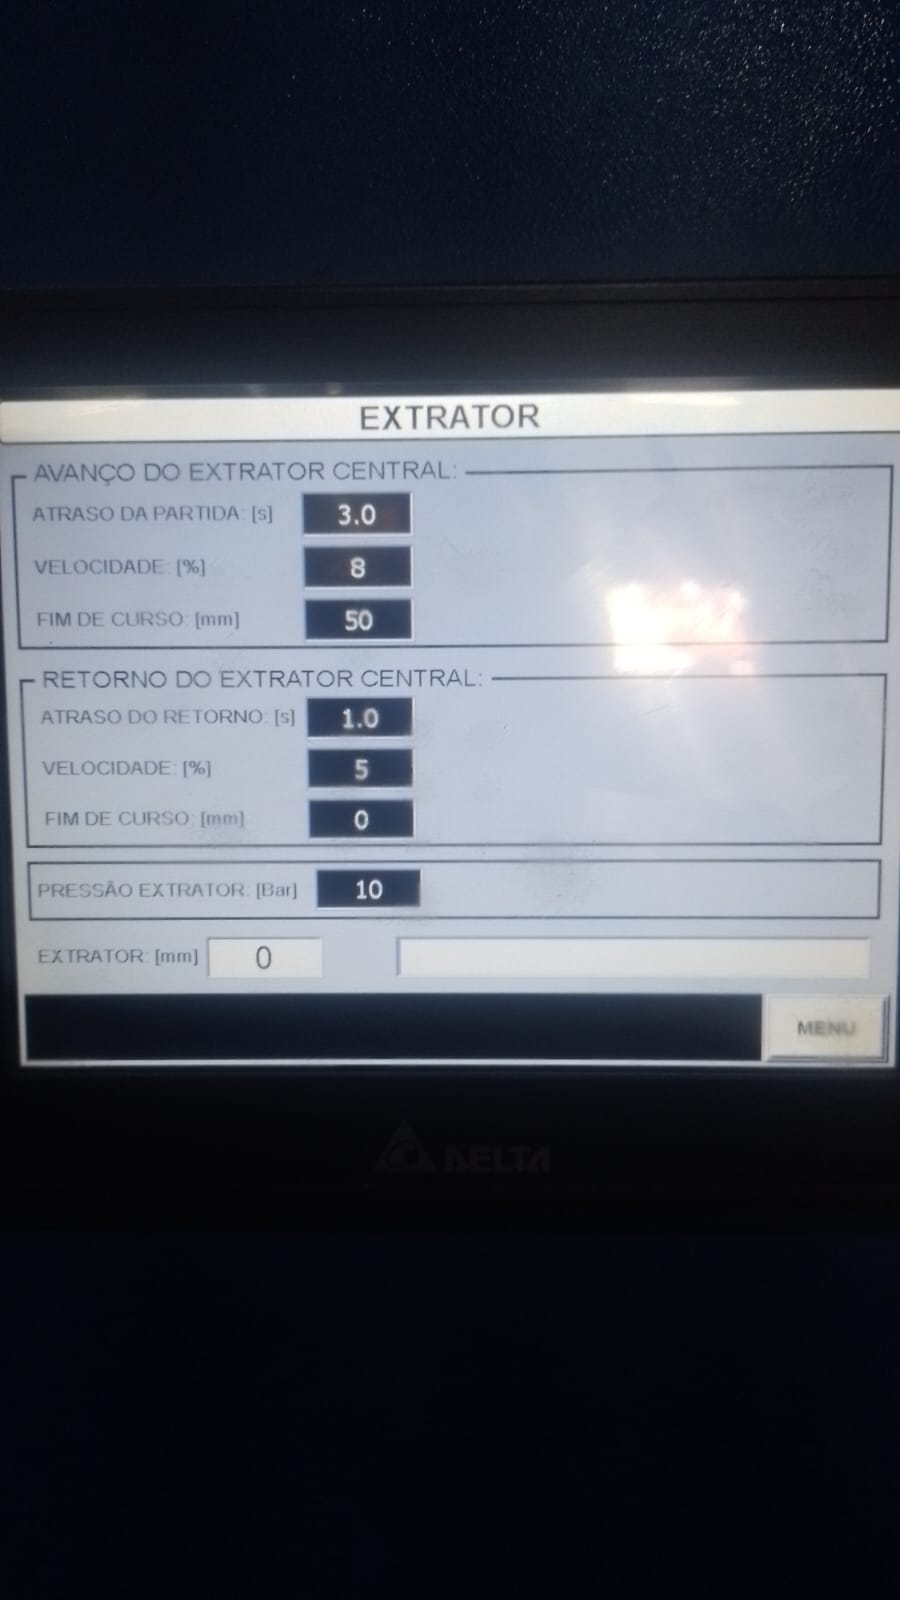 EXTRATOR
AVANÇO DO EXTRATOR CENTRAL:
ATRASO DA PARTIDA: [s] 3.0
VELOCIDADE: [%] 8
FIM DE CURSO: [mm] 50
RETORNO DO EXTRATOR CENTRAL:
ATRASO DO RETORNO: [s] 1.0
VELOCIDADE: [%] 5
FIM DE CURSO: [mm] 0
PRESSÃO EXTRATOR: [Bar] 10
EXTRATOR: [mm] 0
MENU
DELTA